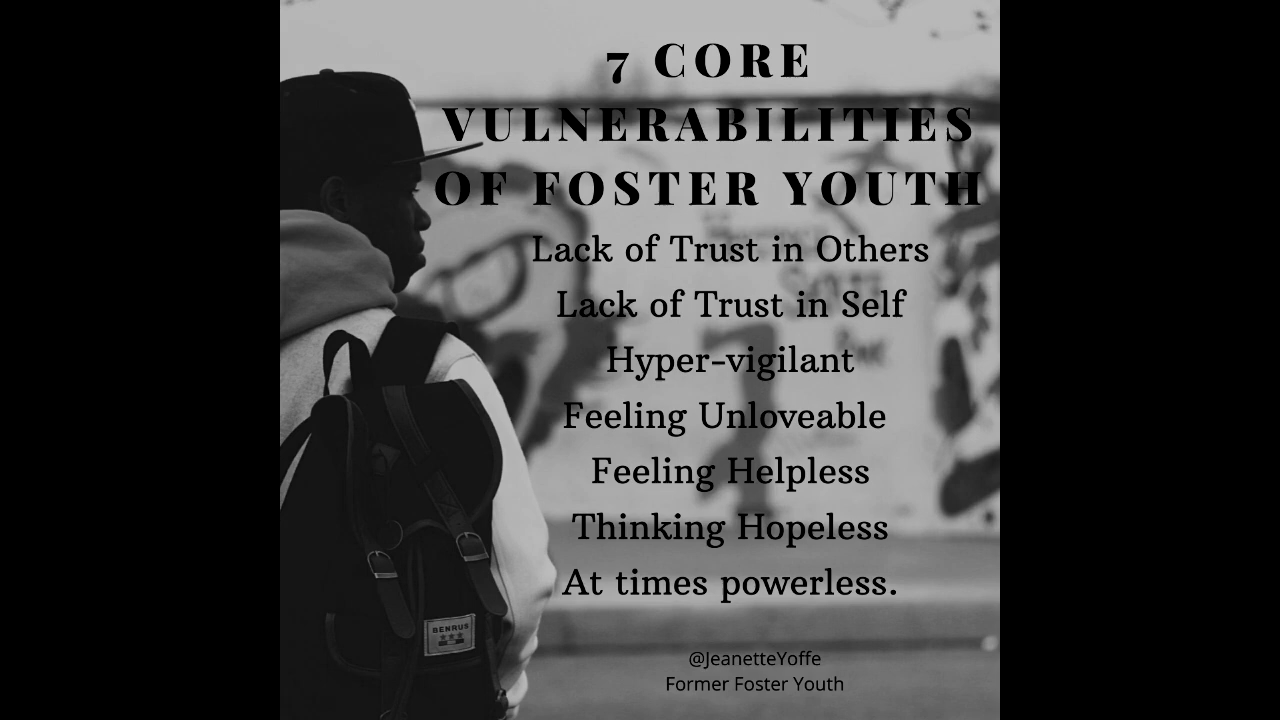 7 CORE
VULNERABILITIES
OF FOSTER YOUTH
Lack of Trust in Others
Lack of Trust in Self
Hyper-vigilant
Feeling Unloveable
Feeling Helpless
Thinking Hopeless
At times powerless.
BENRUS
@JeanetteYoffe
Former Foster Youth